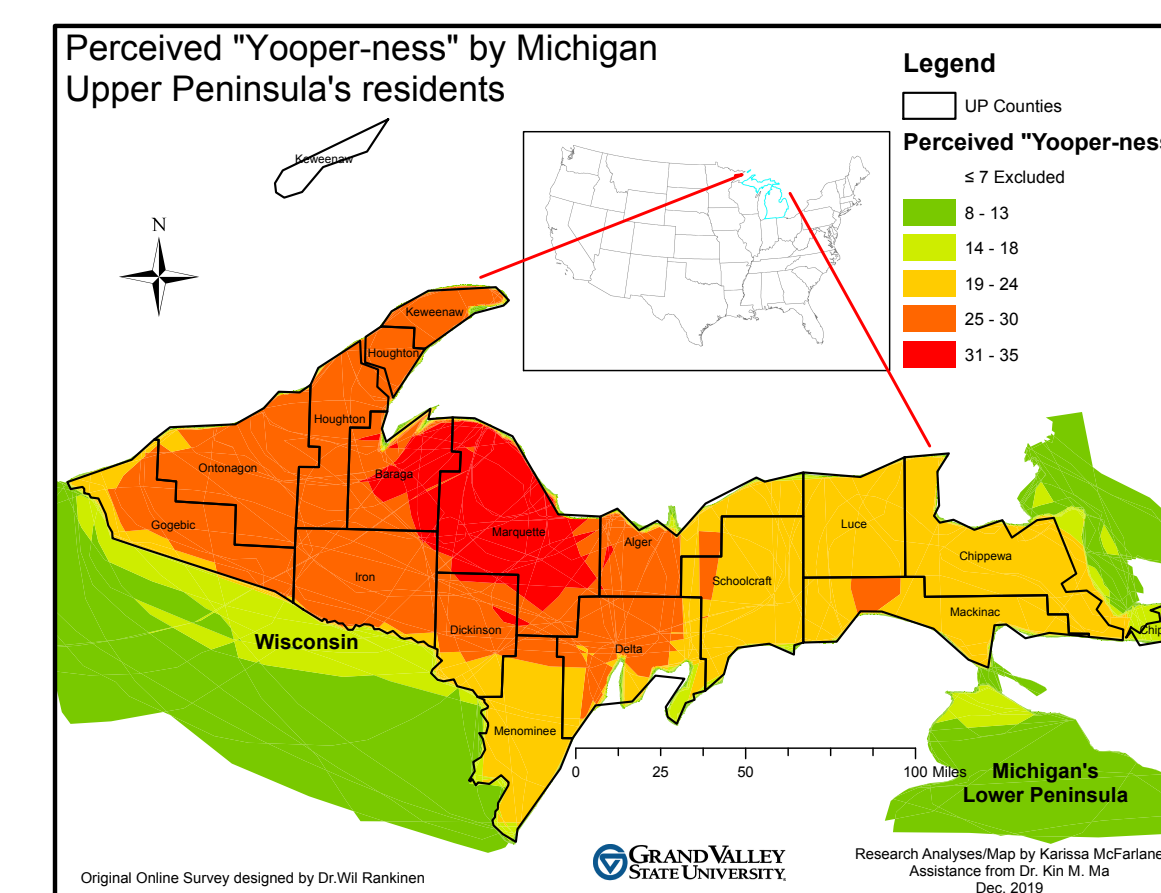 Perceived "Yooper-ness" by Michigan
Upper Peninsula's residents
Legend
UP Counties
Perceived "Yooper-ness
≤ 7 Excluded
8 - 13
14 - 18
19 - 24
25 - 30
31 - 35
Keweenaw
N
Keweenaw
Houghton
Houghton
Ontonagon
Baraga
Gogebic
Marquette
Alger
Luce
Chippewa
Iron
Schoolcraft
Mackinac
Dickinson
Delta
Chip
Wisconsin
Menominee
0 25 50 100 Miles
Michigan's
Lower Peninsula
GRAND VALLEY
STATE UNIVERSITY
Original Online Survey designed by Dr.Wil Rankinen
Research Analyses/Map by Karissa McFarlane
Assistance from Dr. Kin M. Ma
Dec. 2019